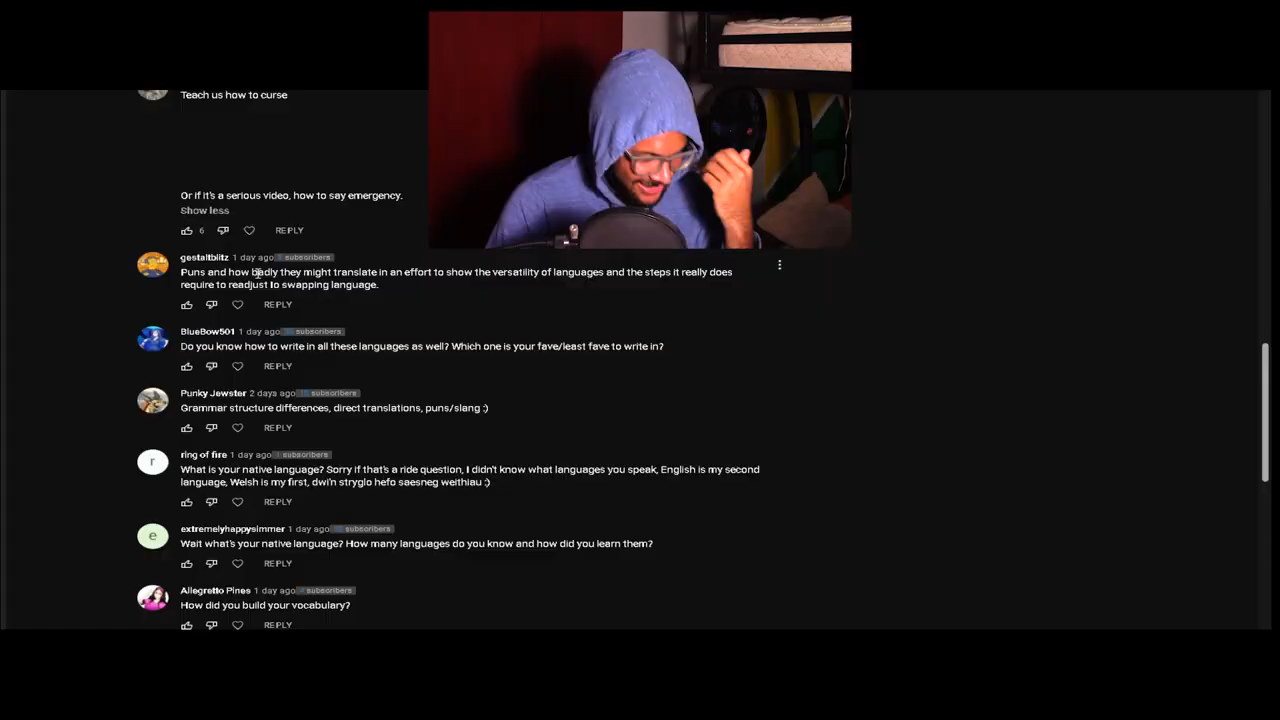 Teach us how to curse
Or if it's a serious video, how to say emergency.
Show less
6 REPLY
gestaltblitz 1 day ago subscribers
Puns and how badly they might translate in an effort to show the versatility of languages and the steps it really does
require to readjust to swapping language.
REPLY
BlueBow501 1 day ago subscribers
Do you know how to write in all these languages as well? Which one is your fave/least fave to write in?
REPLY
Punky Jewster 2 days ago subscribers
Grammar structure differences, direct translations, puns/slang :)
REPLY
r
ring of fire 1 day ago subscribers
What is your native language? Sorry if that's a ride question, I didn't know what languages you speak, English is my second
language, Welsh is my first, dwi'n stryglo hefo saesneg weithiau :)
REPLY
e
extremelyhappysimmer 1 day ago subscribers
Wait what's your native language? How many languages do you know and how did you learn them?
REPLY
Allegretto Pines 1 day ago subscribers
How did you build your vocabulary?
REPLY